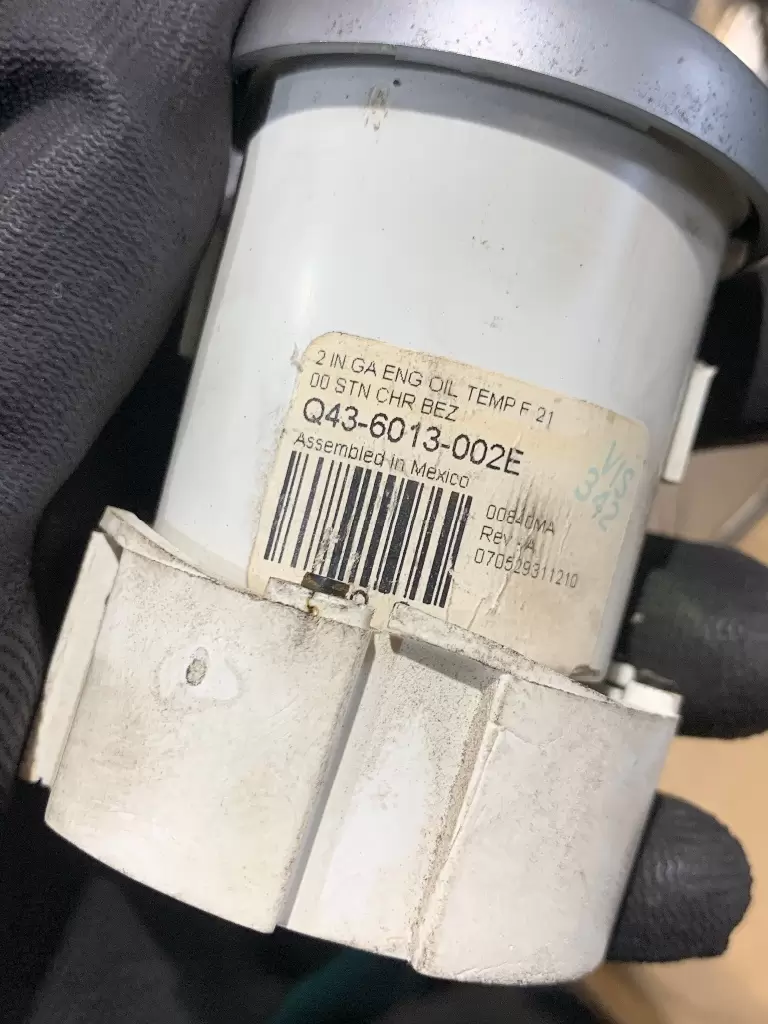 2 IN GA ENG OIL TEMP F 21
00 STN CHR BEZ
Q43-6013-002E
Assembled in Mexico
00840MA
Rev - A
070529311210
VIS
342